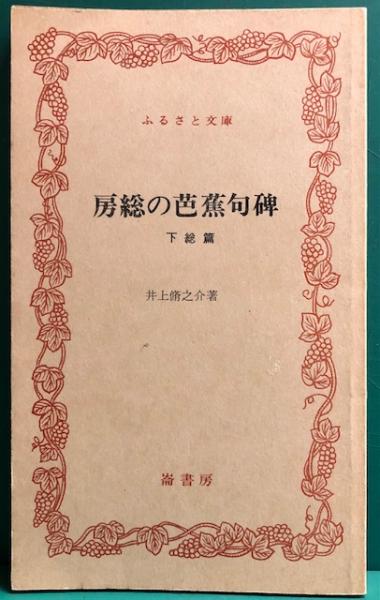 ふるさと文庫
房総の芭蕉句碑
下総篇
井上脩之介著
崙書房